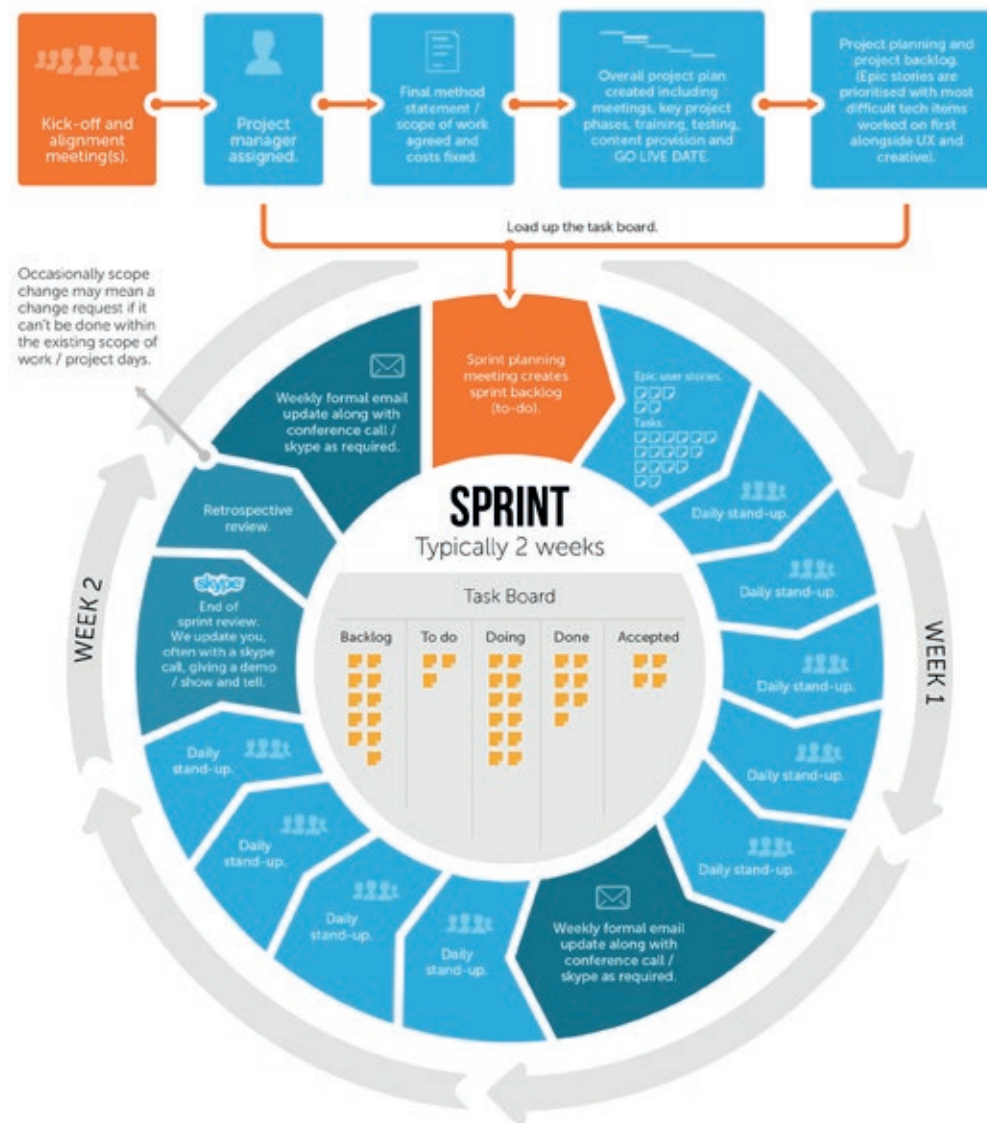 Kick-off and
alignment
meeting(s).
Project
manager
assigned.
Final method
statement /
scope of work
agreed and
costs fixed.
Overall project plan
created including
meetings, key project
phases, training, testing,
content provision and
GO LIVE DATE.
Project planning and
project backlog.
(Epic stories are
prioritised with most
difficult tech items
worked on first
alongside UX and
creative).
Load up the task board.
Occasionally scope
change may mean a
change request if it
can't be done within
the existing scope of
work / project days.
Sprint planning
meeting creates
sprint backlog
(to-do).
Epic user stories.
Tasks.
Daily stand-up.
Daily stand-up.
Daily stand-up.
Daily stand-up.
Daily stand-up.
WEEK 1
Weekly formal email
update along with
conference call /
skype as required.
Daily
stand-up.
Daily
stand-up.
Daily
stand-up.
Daily
stand-up.
skype
End of
sprint review.
We update you,
often with a skype
call, giving a demo
/ show and tell.
Retrospective
review.
WEEK 2
Weekly formal email
update along with
conference call /
skype as required.
SPRINT
Typically 2 weeks
Task Board
Backlog
To do
Doing
Done
Accepted